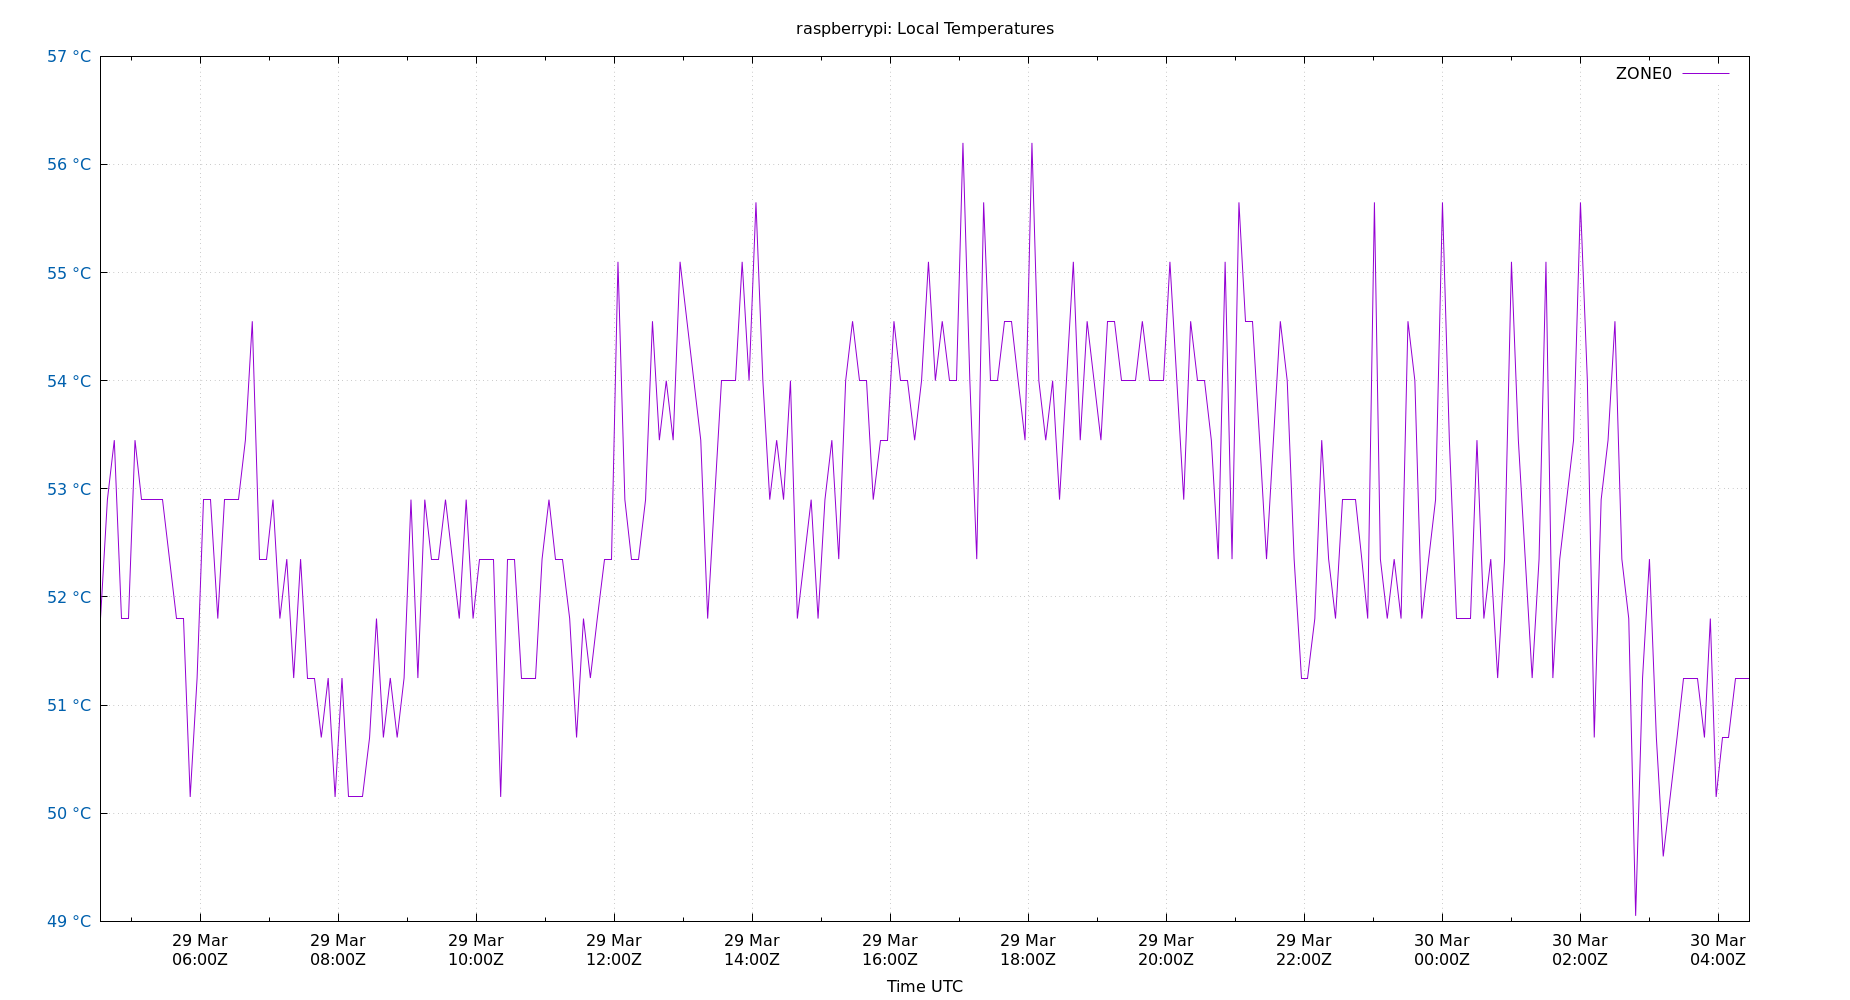 raspberrypi: Local Temperatures
57 °C
ZONE0
56 °C
55 °C
54 °C
53 °C
52 °C
51 °C
50 °C
49 °C
29 Mar 29 Mar 29 Mar 29 Mar 29 Mar 29 Mar 29 Mar 29 Mar 29 Mar 30 Mar 30 Mar 30 Mar
06:00Z 08:00Z 10:00Z 12:00Z 14:00Z 16:00Z 18:00Z 20:00Z 22:00Z 00:00Z 02:00Z 04:00Z
Time UTC